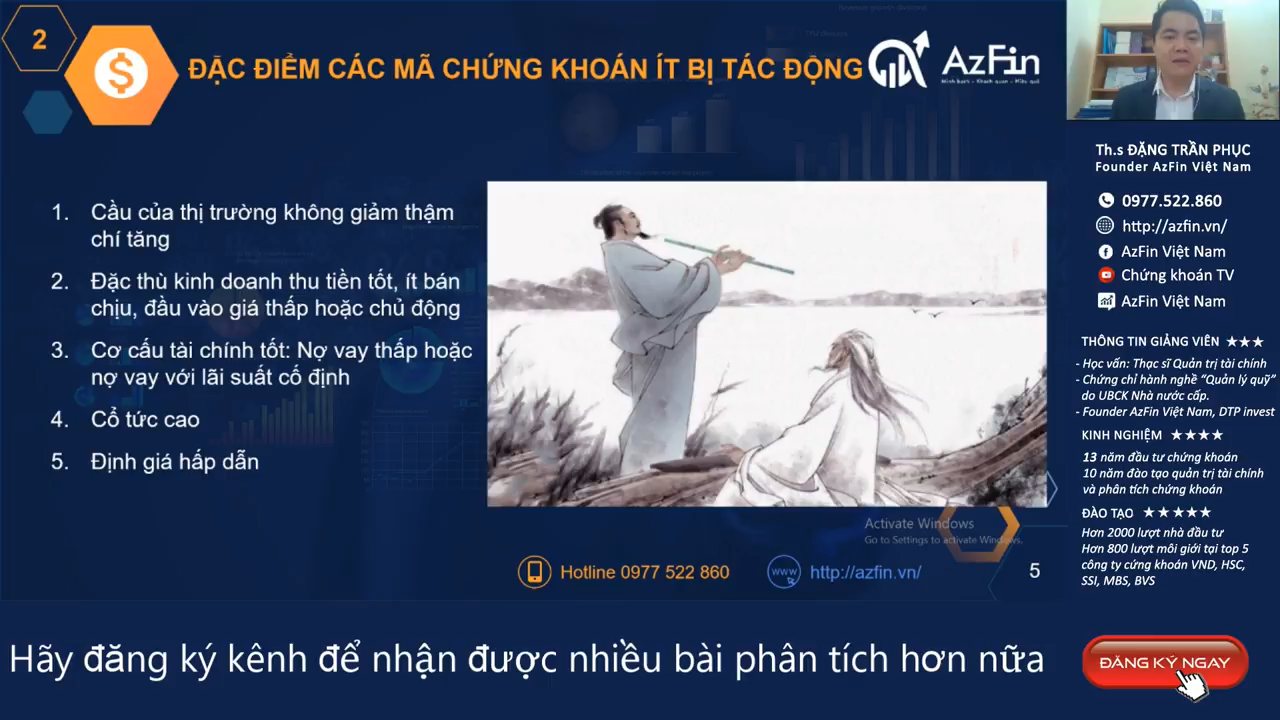 2
ĐẶC ĐIỂM CÁC MÃ CHỨNG KHOÁN ÍT BỊ TÁC ĐỘNG
AzFin
Minh bạch - Khách quan - Hiệu quả
1. Cầu của thị trường không giảm thậm
chí tăng
2. Đặc thù kinh doanh thu tiền tốt, ít bán
chịu, đầu vào giá thấp hoặc chủ động
3. Cơ cấu tài chính tốt: Nợ vay thấp hoặc
nợ vay với lãi suất cố định
4. Cổ tức cao
5. Định giá hấp dẫn
Activate Windows
Go to Settings to activate Windows.
Hotline 0977 522 860
www
http://azfin.vn/
5
Th.s ĐẶNG TRẦN PHỤC
Founder AzFin Việt Nam
0977.522.860
http://azfin.vn/
AzFin Việt Nam
Chứng khoán TV
AzFin Việt Nam
THÔNG TIN GIẢNG VIÊN ★★★
- Học vấn: Thạc sĩ Quản trị tài chính
- Chứng chỉ hành nghề “Quản lý quỹ”
do UBCK Nhà nước cấp.
- Founder AzFin Việt Nam, DTP invest
KINH NGHIỆM ★★★★
13 năm đầu tư chứng khoán
10 năm đào tạo quản trị tài chính
và phân tích chứng khoán
ĐÀO TẠO ★★★★★
Hơn 2000 lượt nhà đầu tư
Hơn 800 lượt môi giới tại top 5
công ty cứng khoán VND, HSC,
SSI, MBS, BVS
Hãy đăng ký kênh để nhận được nhiều bài phân tích hơn nữa
ĐĂNG KÝ NGAY